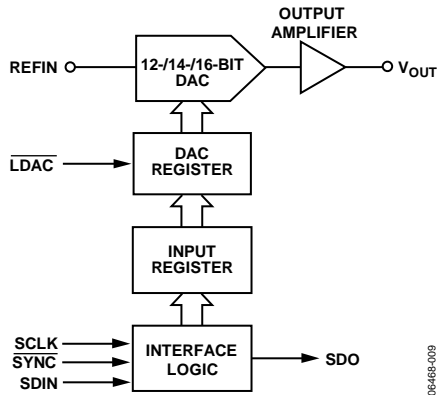 OUTPUT
AMPLIFIER
REFIN
12-/14-/16-BIT
DAC
VOUT
LDAC
DAC
REGISTER
INPUT
REGISTER
SCLK
SYNC
SDIN
INTERFACE
LOGIC
SDO
06468-009